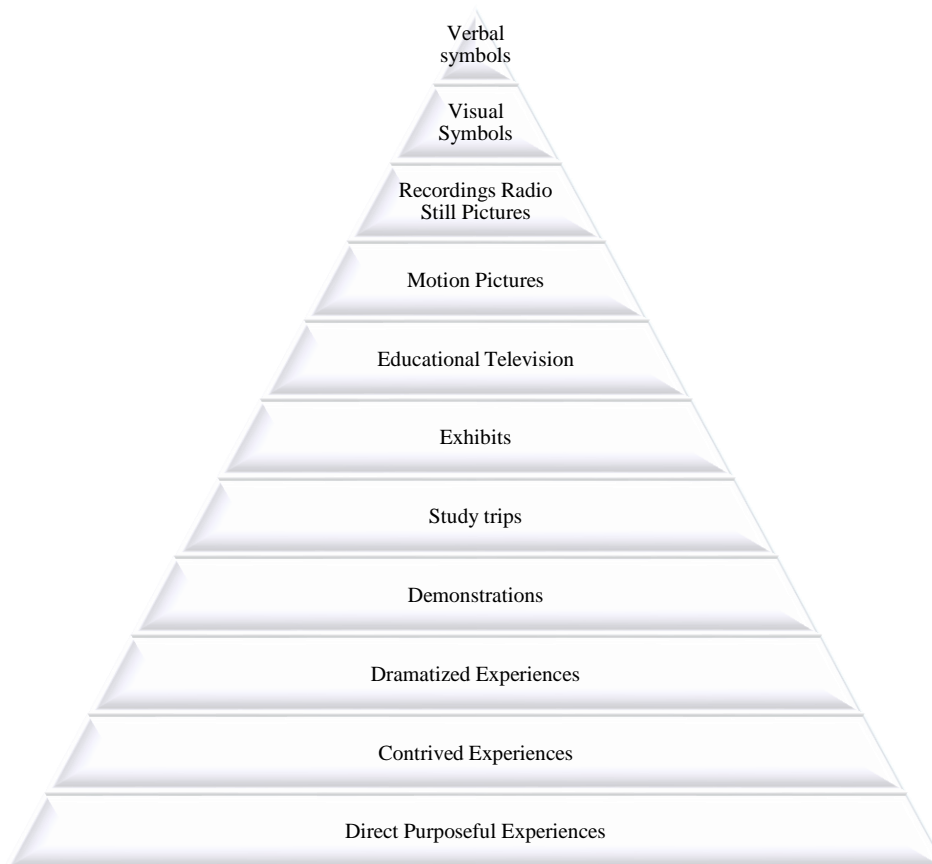 Verbal
symbols
Visual
Symbols
Recordings Radio
Still Pictures
Motion Pictures
Educational Television
Exhibits
Study trips
Demonstrations
Dramatized Experiences
Contrived Experiences
Direct Purposeful Experiences